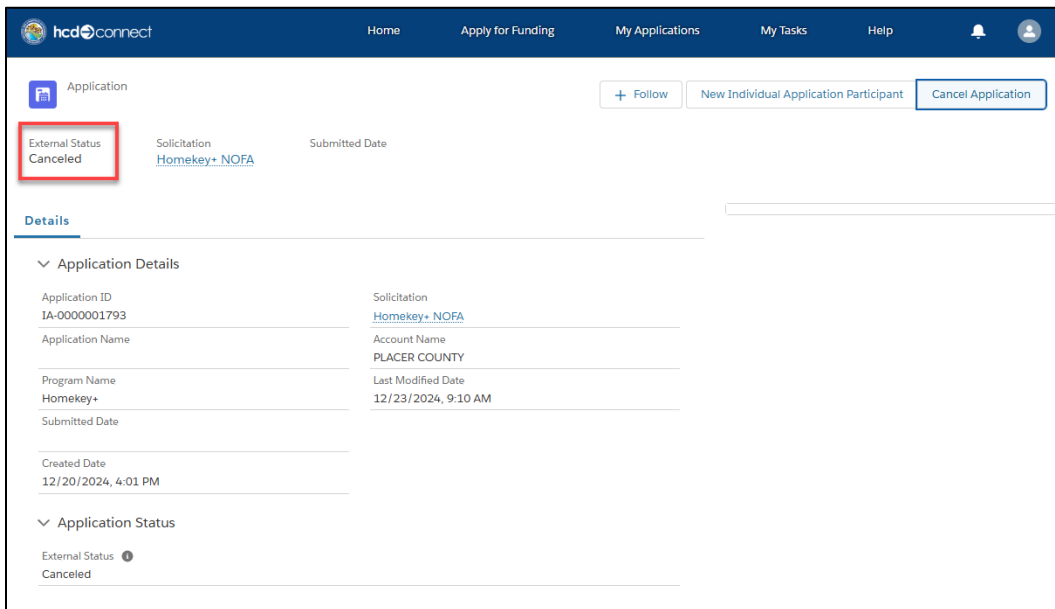 hcd connect Home Apply for Funding My Applications My Tasks Help
Application
+ Follow New Individual Application Participant Cancel Application
External Status Solicitation Submitted Date
Canceled Homekey+ NOFA
Details
Application Details
Application ID Solicitation
IA-0000001793 Homekey+ NOFA
Application Name Account Name
PLACER COUNTY
Program Name Last Modified Date
Homekey+ 12/23/2024, 9:10 AM
Submitted Date
Created Date
12/20/2024, 4:01 PM
Application Status
External Status
Canceled